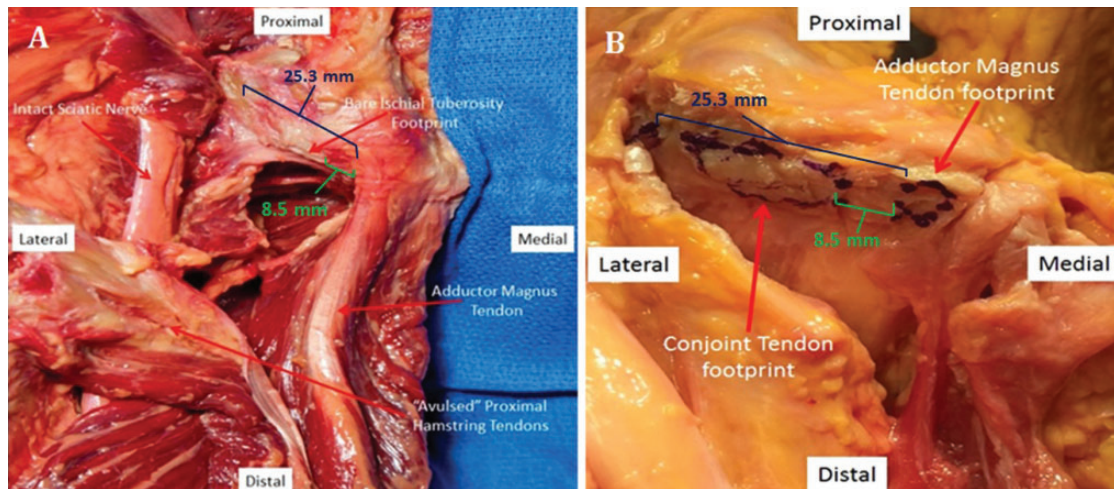 A
Proximal
25.3 mm
Intact Sciatic Nerve
Bare Ischial Tuberosity
Footprint
8.5 mm
Lateral
Medial
Adductor Magnus
Tendon
"Avulsed" Proximal
Hamstring Tendons
Distal
B
Proximal
Adductor Magnus
Tendon footprint
25.3 mm
8.5 mm
Lateral
Medial
Conjoint Tendon
footprint
Distal